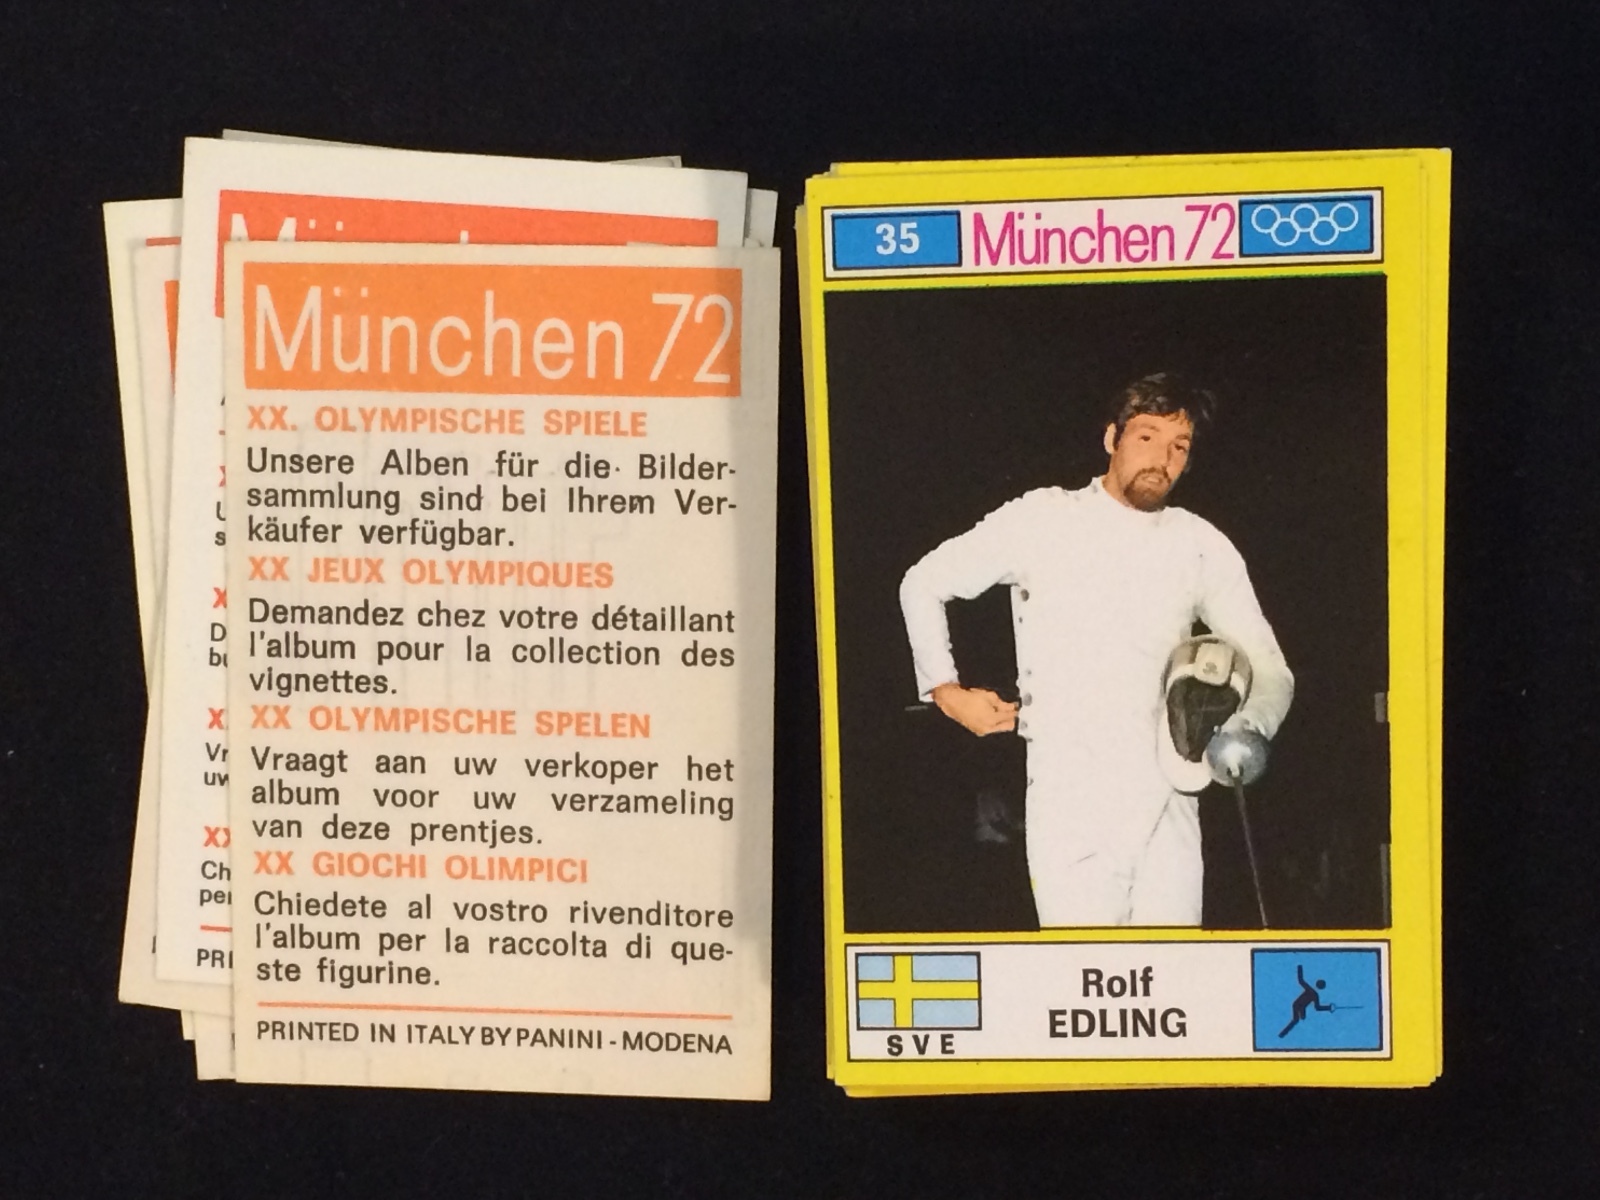 München 72
XX. OLYMPISCHE SPIELE
Unsere Alben für die Bilder-
sammlung sind bei Ihrem Ver-
käufer verfügbar.
XX JEUX OLYMPIQUES
Demandez chez votre détaillant
l'album pour la collection des
vignettes.
XX OLYMPISCHE SPELEN
Vraagt aan uw verkoper het
album voor uw verzameling
van deze prentjes.
XX GIOCHI OLIMPICI
Chiedete al vostro rivenditore
l'album per la raccolta di que-
ste figurine.
PRINTED IN ITALY BY PANINI - MODENA
35 München 72
Rolf
EDLING
SVE